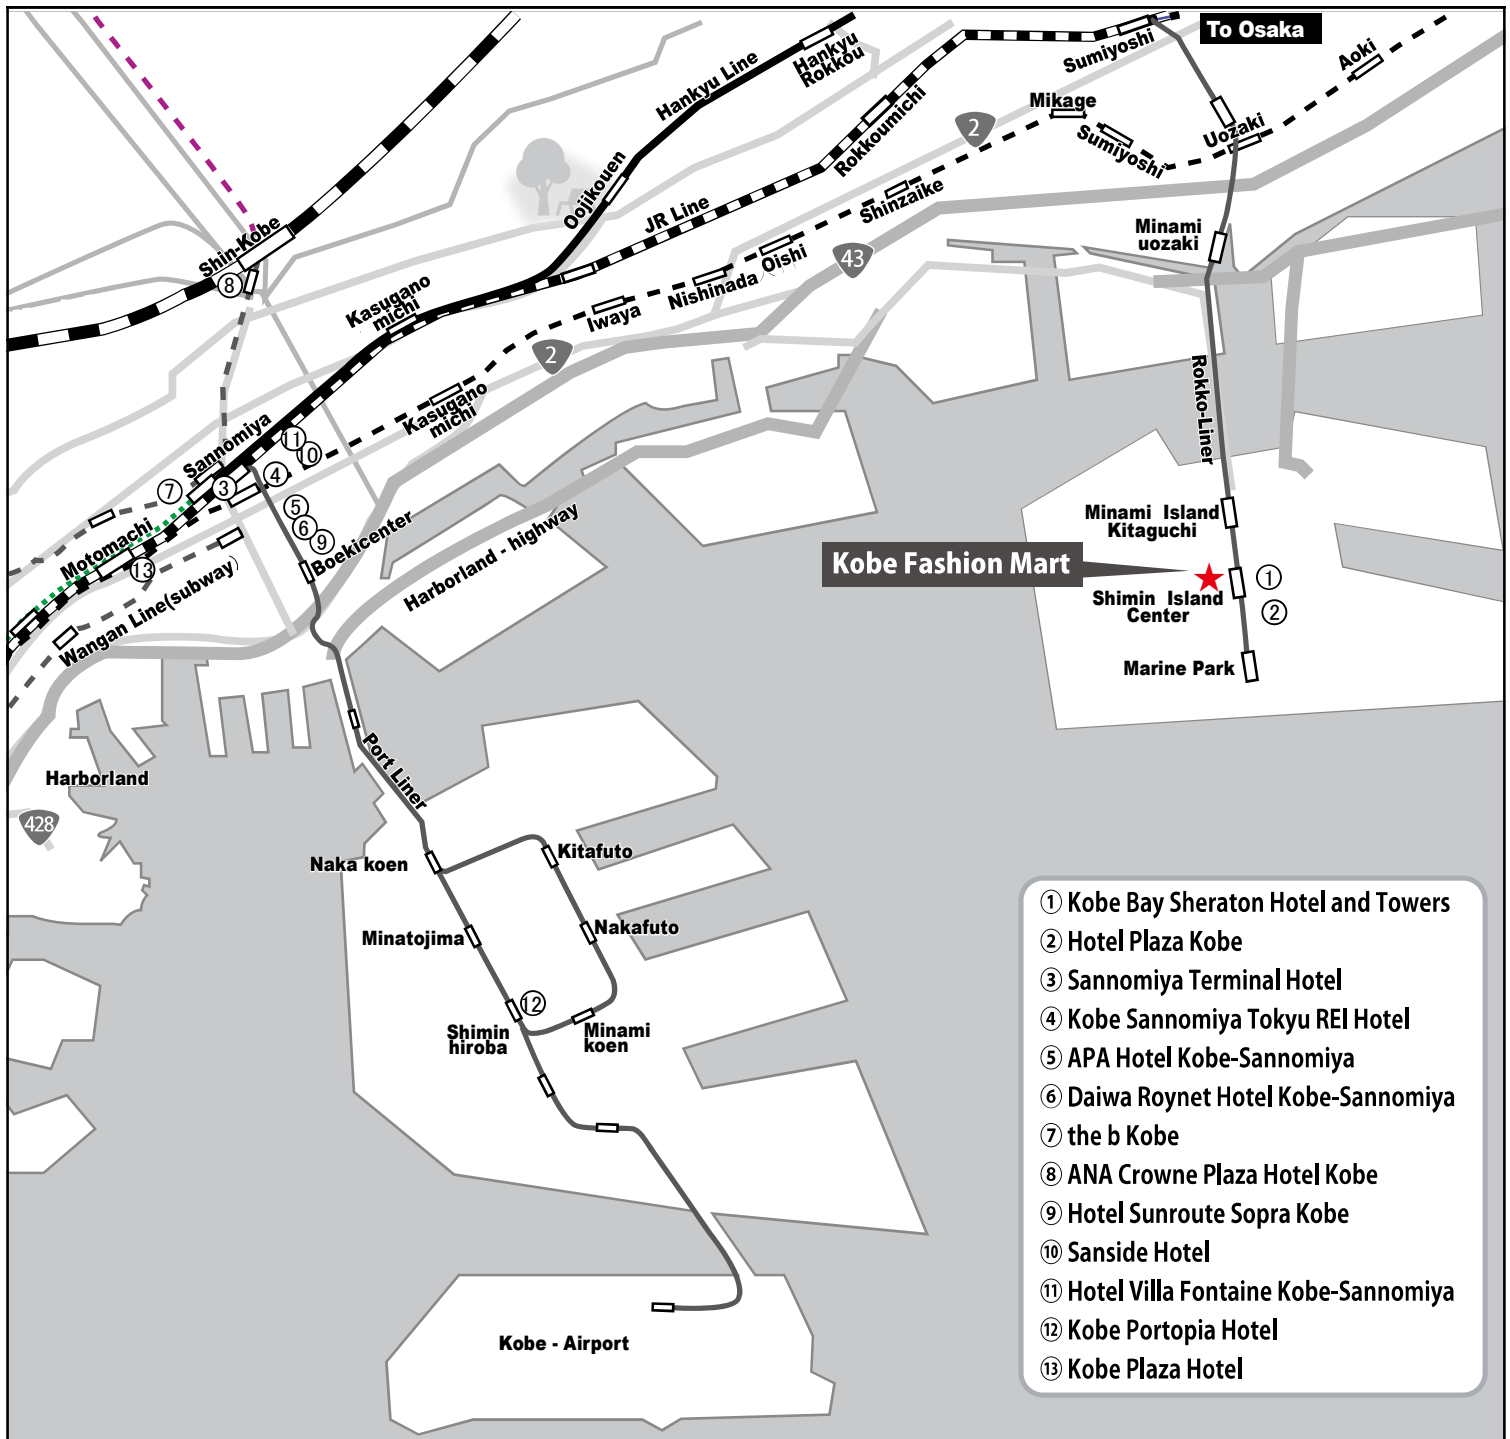 To Osaka
Sumiyoshi
Hankyu
Rokkou
Hankyu Line
Aoki
Mikage
Sumiyoshi
Uozaki
Rokkoumichi
2
Oojikouen
Shinzaike
JR Line
Minami
uozaki
Shin-Kobe
8
Oishi
43
Nishinada
Kasugano
michi
Iwaya
2
Rokko-Liner
Kasugano
michi
Sannomiya
11
10
4
7
3
5
6
9
Boekicenter
Motomachi
13
Wangan Line(subway)
Harborland - highway
Minami Island
Kitaguchi
Kobe Fashion Mart
1
Shimin Island
Center
2
Marine Park
Port Liner
Harborland
428
Naka koen
Kitafuto
Minatojima
Nakafuto
12
Shimin
hiroba
Minami
koen
Kobe - Airport
① Kobe Bay Sheraton Hotel and Towers
② Hotel Plaza Kobe
③ Sannomiya Terminal Hotel
④ Kobe Sannomiya Tokyu REI Hotel
⑤ APA Hotel Kobe-Sannomiya
⑥ Daiwa Roynet Hotel Kobe-Sannomiya
⑦ the b Kobe
⑧ ANA Crowne Plaza Hotel Kobe
⑨ Hotel Sunroute Sopra Kobe
⑩ Sanside Hotel
⑪ Hotel Villa Fontaine Kobe-Sannomiya
⑫ Kobe Portopia Hotel
⑬ Kobe Plaza Hotel